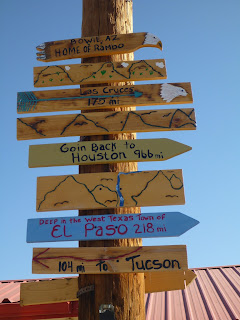 Bowie, AZ
Home of Ramoo
Las Cruces
175 mi
Goin Back to
Houston 966 mi
Deep in the West Texas Town of
El Paso 218 mi
104 mi To Tucson